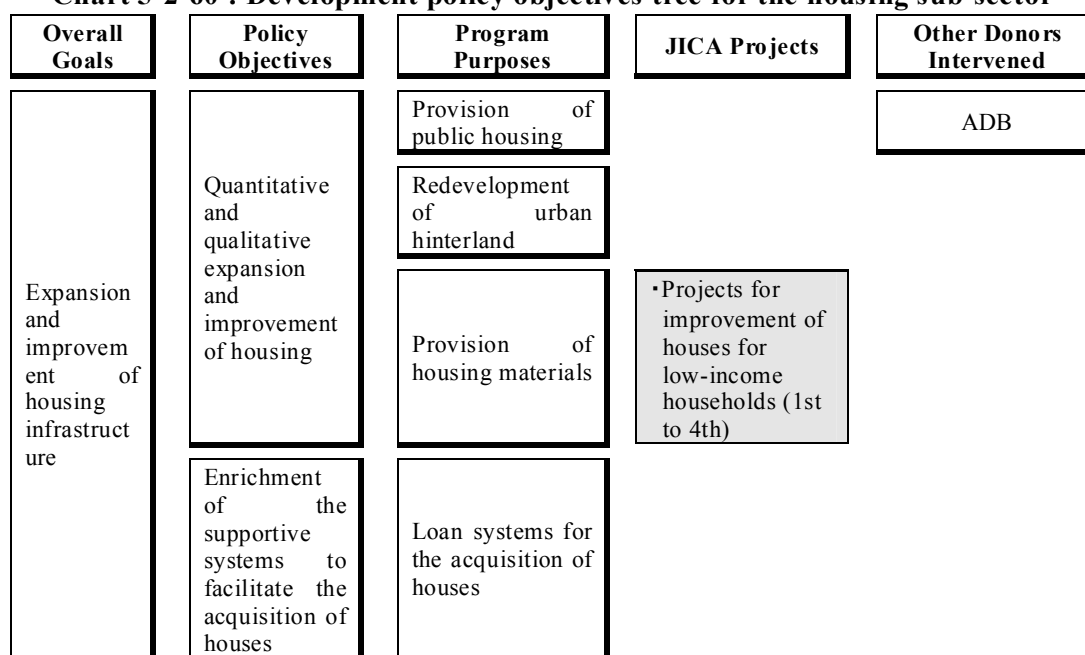 Chart 3-2-60 : Development policy objectives tree for the housing sub-sector
Overall
Goals
Policy
Objectives
Program
Purposes
JICA Projects
Other Donors
Intervened
Expansion
and
improvem
ent of
housing
infrastruct
ure
Quantitative
and
qualitative
expansion
and
improvement
of housing
Enrichment
of the
supportive
systems to
facilitate the
acquisition of
houses
Provision of
public housing
Redevelopment
of urban
hinterland
Provision of
housing materials
Loan systems for
the acquisition of
houses
・Projects for
improvement of
houses for
low-income
households (1st
to 4th)
ADB